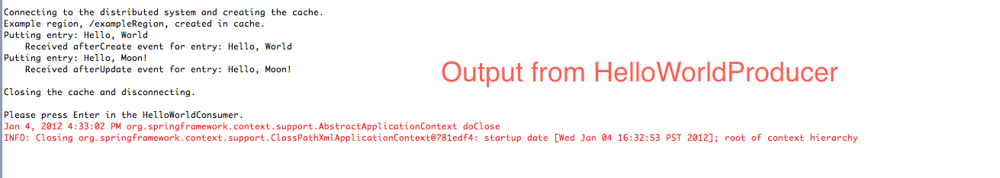 Connecting to the distributed system and creating the cache.
Example region, /exampleRegion, created in cache.
Putting entry: Hello, World
Received afterCreate event for entry: Hello, World
Putting entry: Hello, Moon!
Received afterUpdate event for entry: Hello, Moon!
Output from HelloWorldProducer
Closing the cache and disconnecting.
Please press Enter in the HelloWorldConsumer.
Jan 4, 2012 4:33:02 PM org.springframework.context.support.AbstractApplicationContext doClose
INFO: Closing org.springframework.context.support.ClassPathXmlApplicationContext@781edf4: startup date [Wed Jan 04 16:32:53 PST 2012]; root of context hierarchy